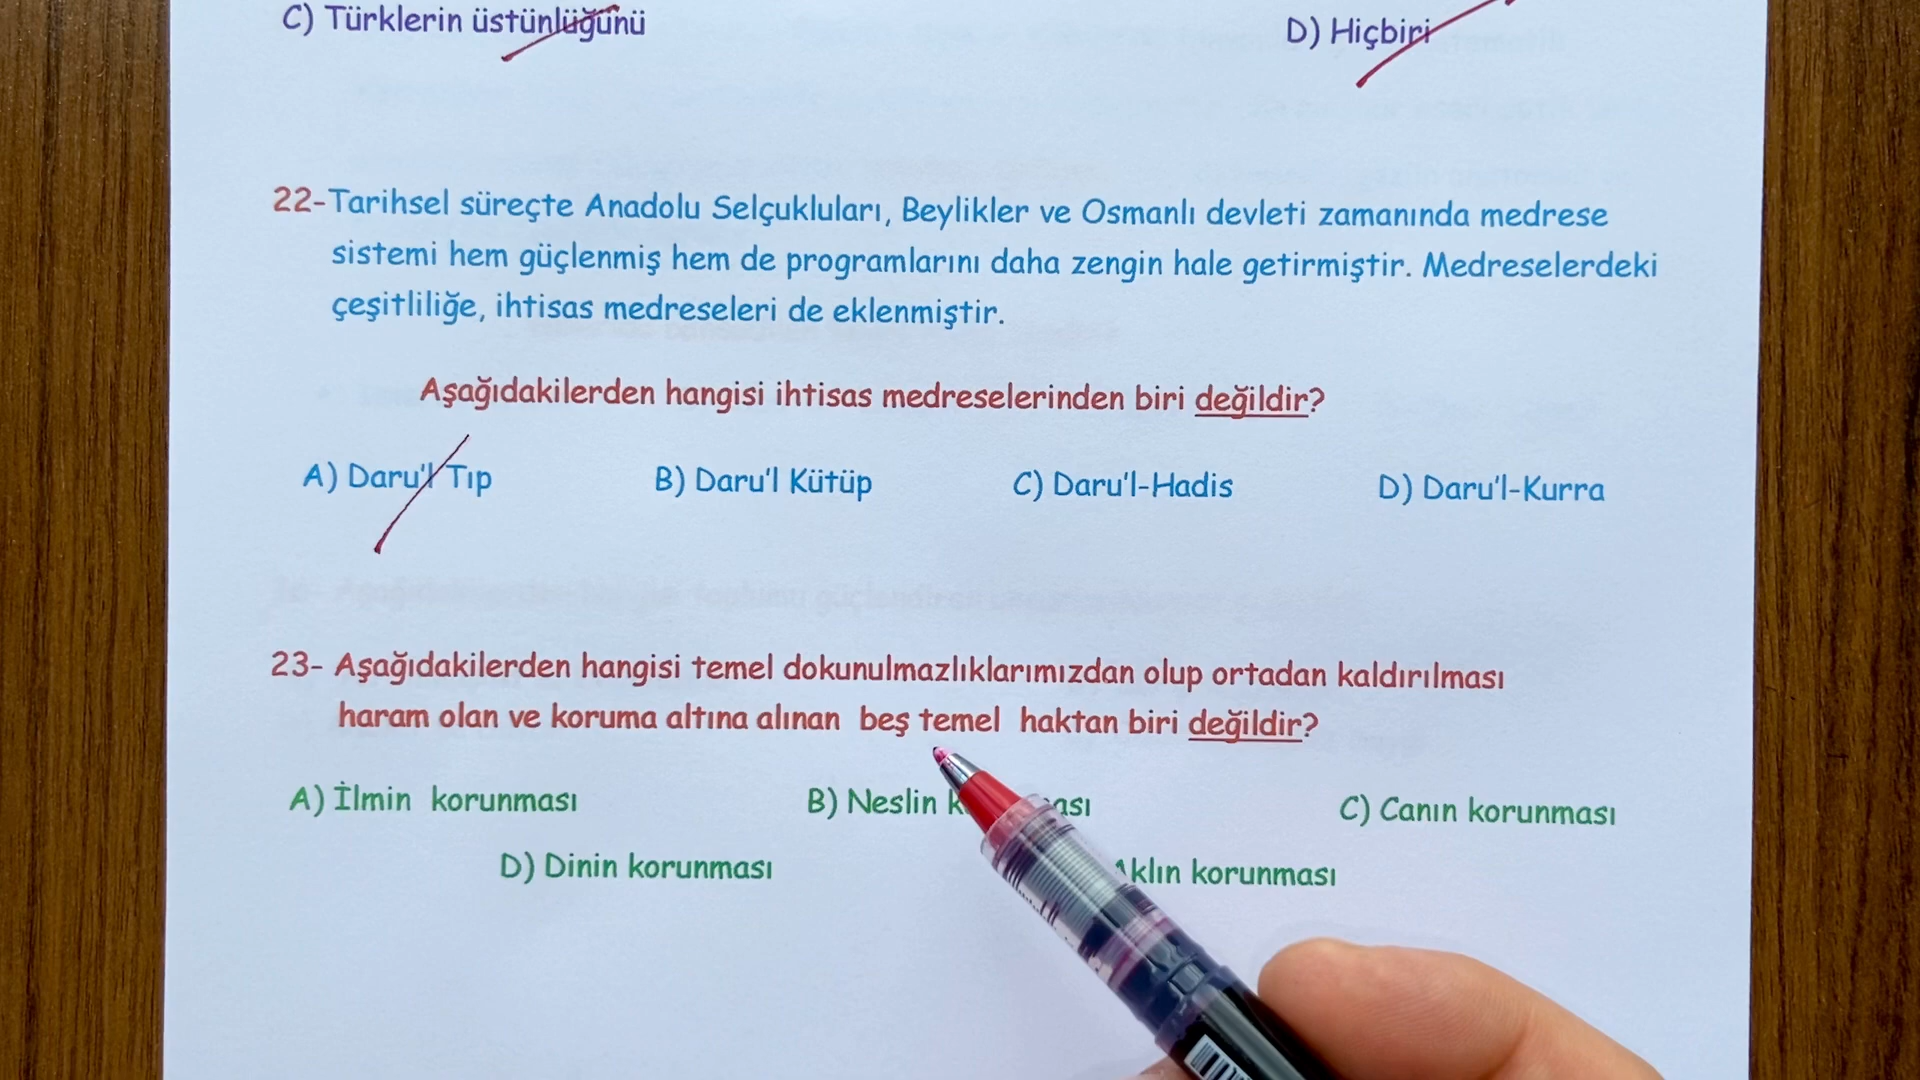 C) Türklerin üstünlüğünü D) Hiçbiri
22-Tarihsel süreçte Anadolu Selçukluları, Beylikler ve Osmanlı devleti zamanında medrese
sistemi hem güçlenmiş hem de programlarını daha zengin hale getirmiştir. Medreselerdeki
çeşitliliğe, ihtisas medreseleri de eklenmiştir.
Aşağıdakilerden hangisi ihtisas medreselerinden biri değildir?
A) Daru'l Tıp B) Daru'l Kütüp C) Daru'l-Hadis D) Daru'l-Kurra
23- Aşağıdakilerden hangisi temel dokunulmazlıklarımızdan olup ortadan kaldırılması
haram olan ve koruma altına alınan beş temel haktan biri değildir?
A) İlmin korunması B) Neslin C) Canın korunması
D) Dinin korunması Aklın korunması